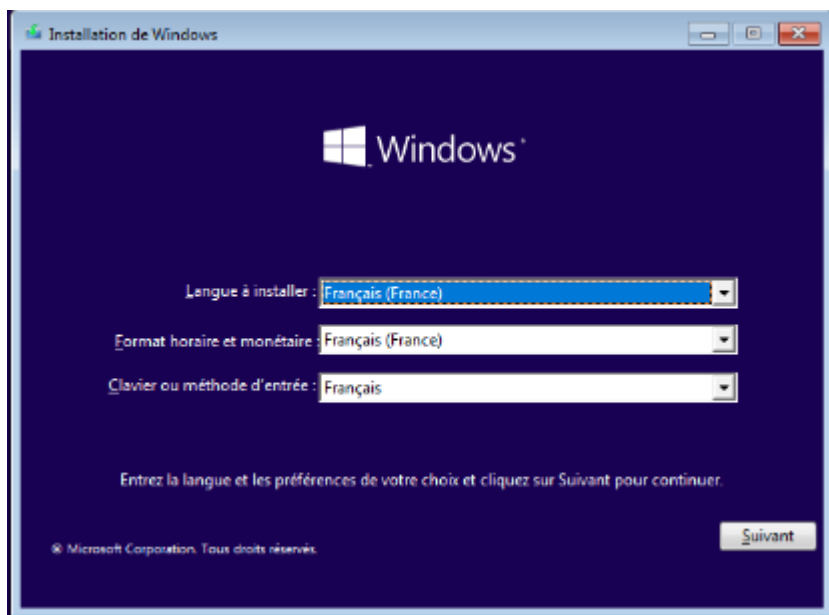 Installation de Windows
Windows
Langue à installer : Français (France)
Format horaire et monétaire : Français (France)
Clavier ou méthode d'entrée : Français
Entrez la langue et les préférences de votre choix et cliquez sur Suivant pour continuer.
Suivant
® Microsoft Corporation. Tous droits réservés.